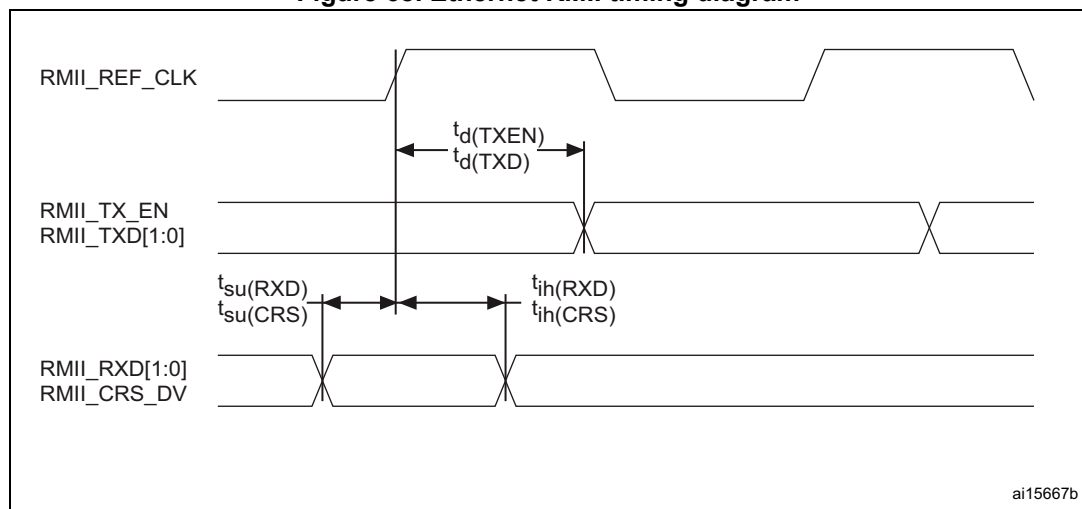 Figure Ethernet RMII timing diagram
RMII_REF_CLK
td(TXEN)
td(TXD)
RMII_TX_EN
RMII_TXD[1:0]
tsu(RXD)
tsu(CRS)
tih(RXD)
tih(CRS)
RMII_RXD[1:0]
RMII_CRS_DV
ai15667b